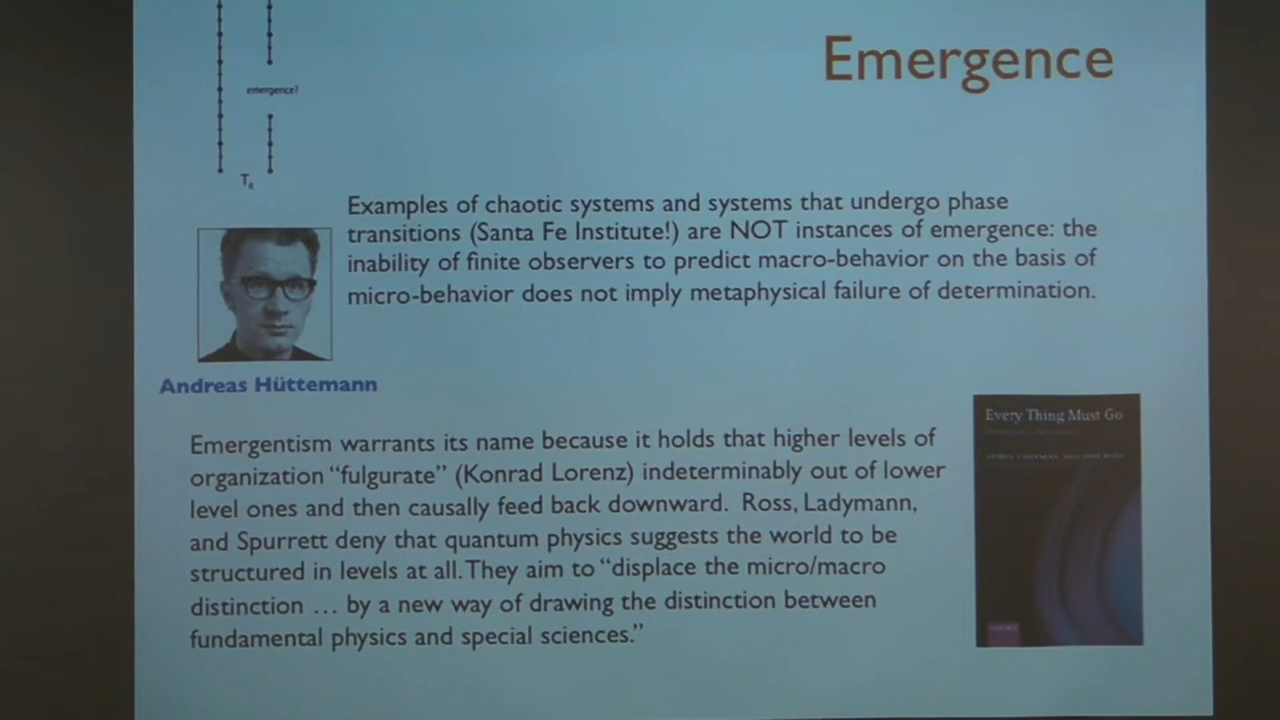 Emergence
emergence?
TR
Examples of chaotic systems and systems that undergo phase
transitions (Santa Fe Institute!) are NOT instances of emergence: the
inability of finite observers to predict macro-behavior on the basis of
micro-behavior does not imply metaphysical failure of determination.
Andreas Hüttemann
Emergentism warrants its name because it holds that higher levels of
organization “fulgurate” (Konrad Lorenz) indeterminably out of lower
level ones and then causally feed back downward. Ross, Ladymann,
and Spurrett deny that quantum physics suggests the world to be
structured in levels at all. They aim to “displace the micro/macro
distinction … by a new way of drawing the distinction between
fundamental physics and special sciences.”
Every Thing Must Go